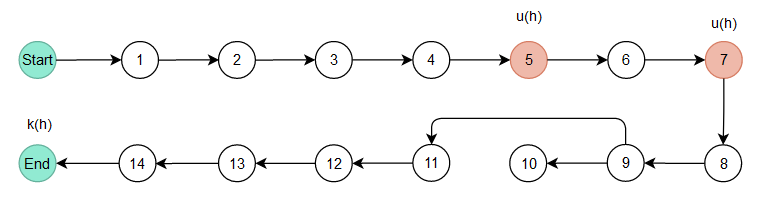 u(h)
u(h)
Start 1 2 3 4 5 6 7
k(h)
End 14 13 12 11 10 9 8